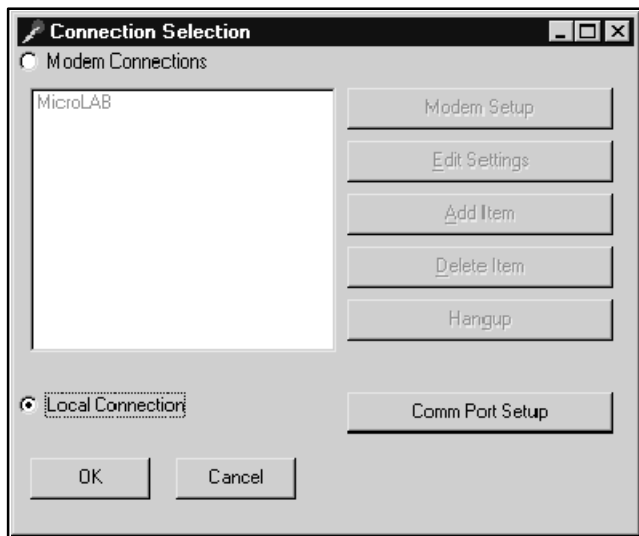 Connection Selection
Modem Connections
MicroLAB
Modem Setup
Edit Settings
Add Item
Delete Item
Hangup
Local Connection
Comm Port Setup
OK
Cancel